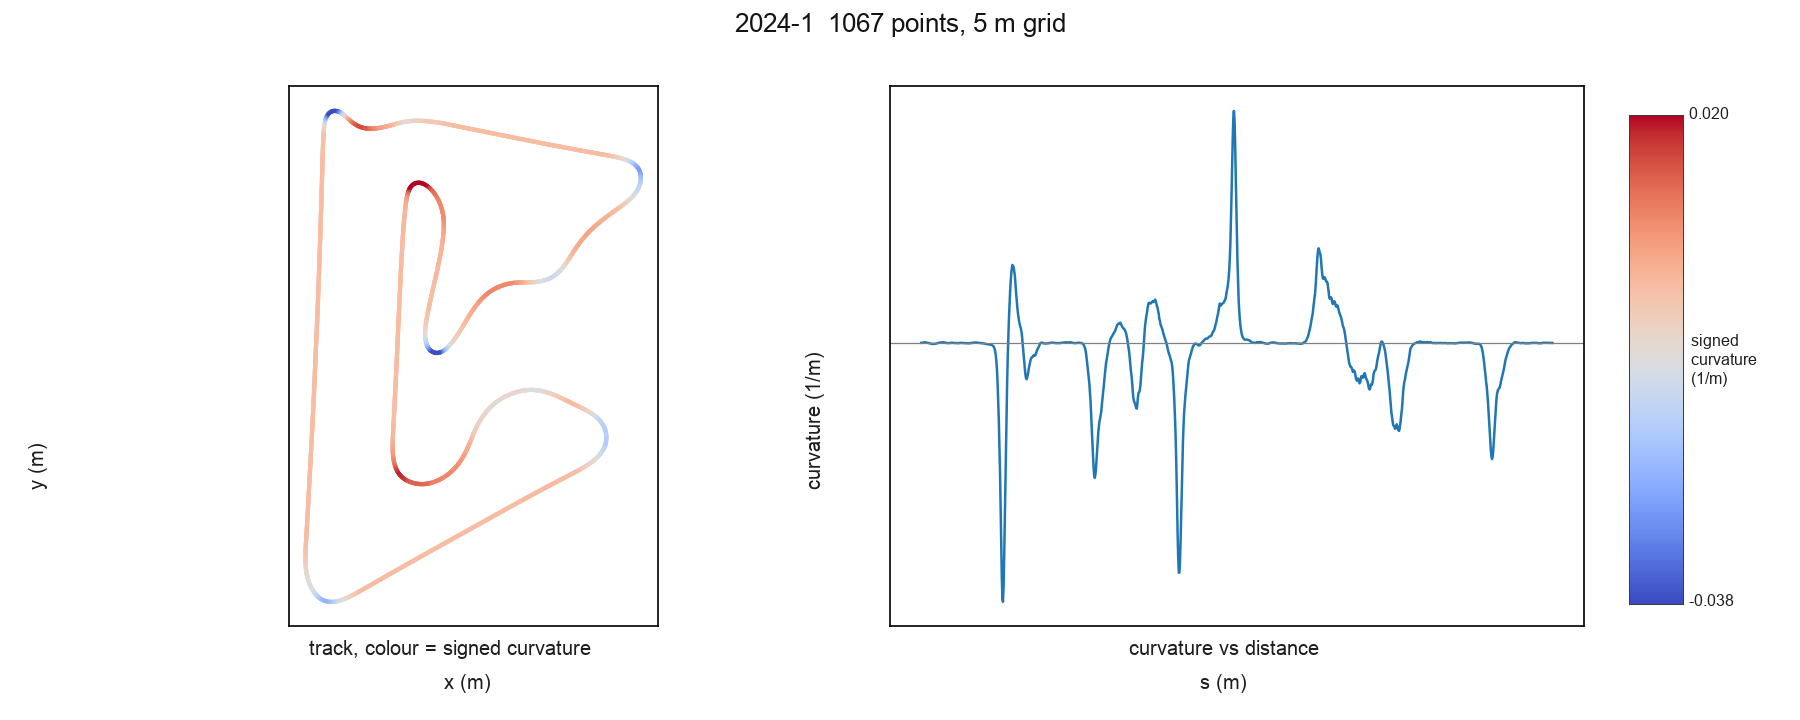 2024-1  1067 points, 5 m grid
y (m)
track, colour = signed curvature
x (m)
curvature (1/m)
curvature vs distance
s (m)
0.020
signed
curvature
(1/m)
-0.038